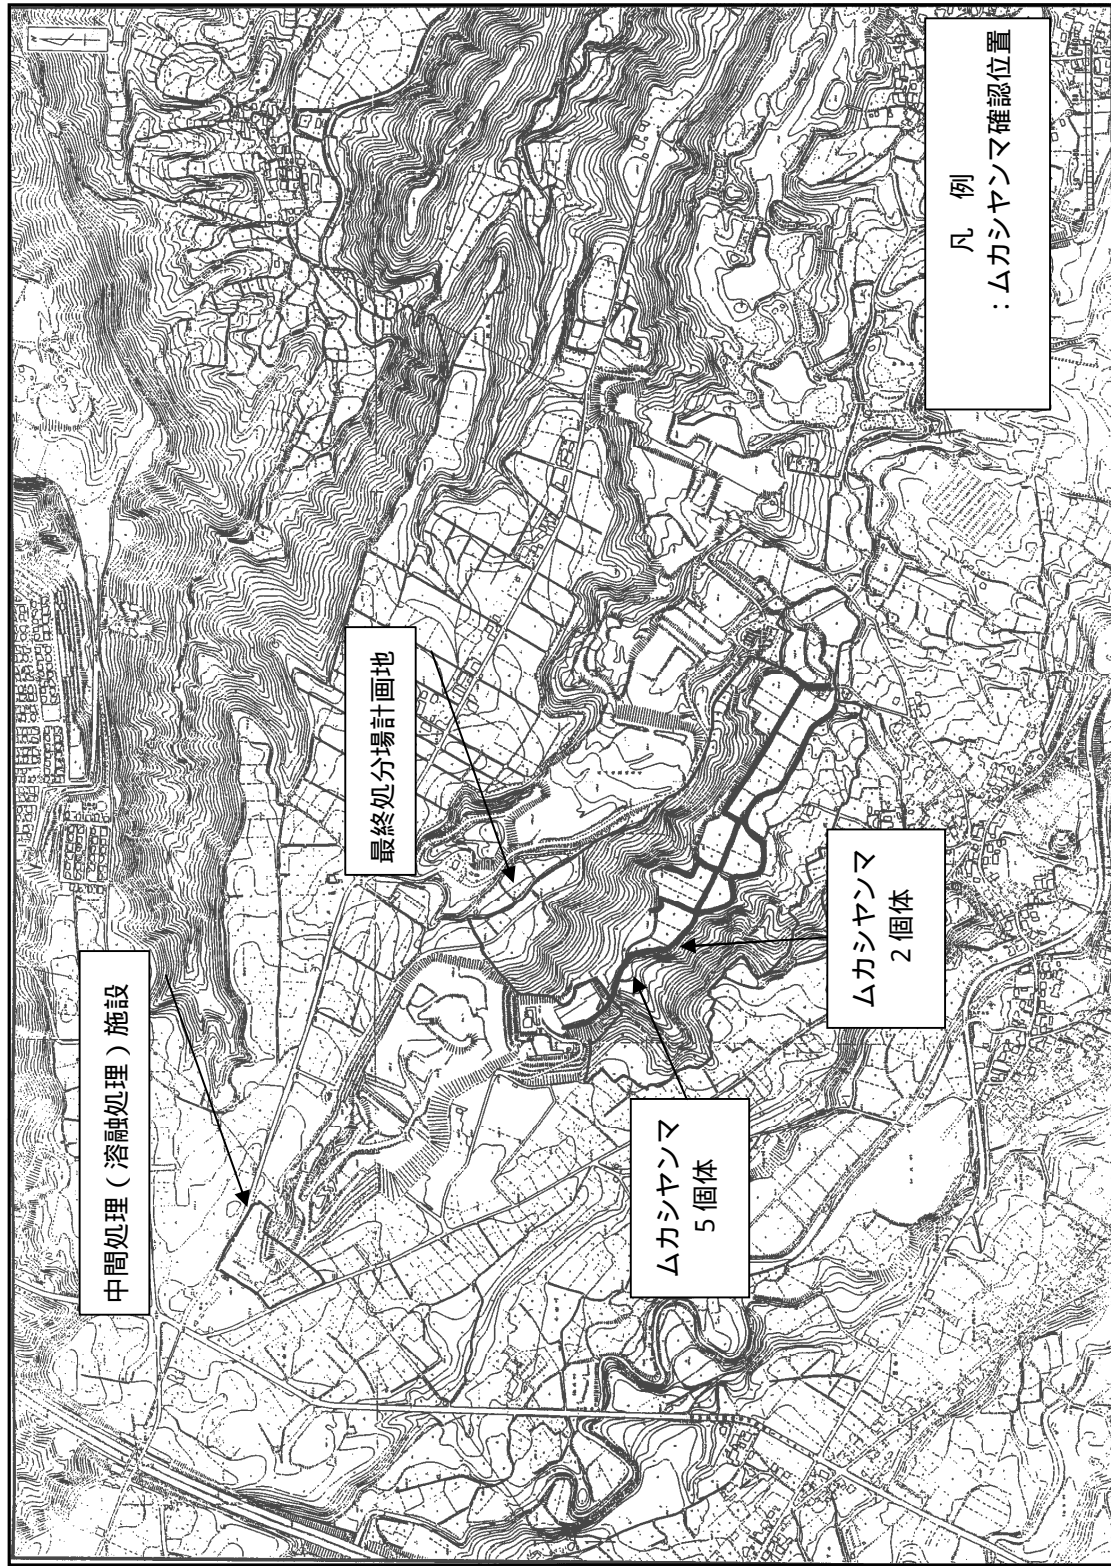 中間処理（溶融処理）施設
最終処分場計画地
ムカシヤンマ
５個体
ムカシヤンマ
２個体
凡　例
：ムカシヤンマ確認位置